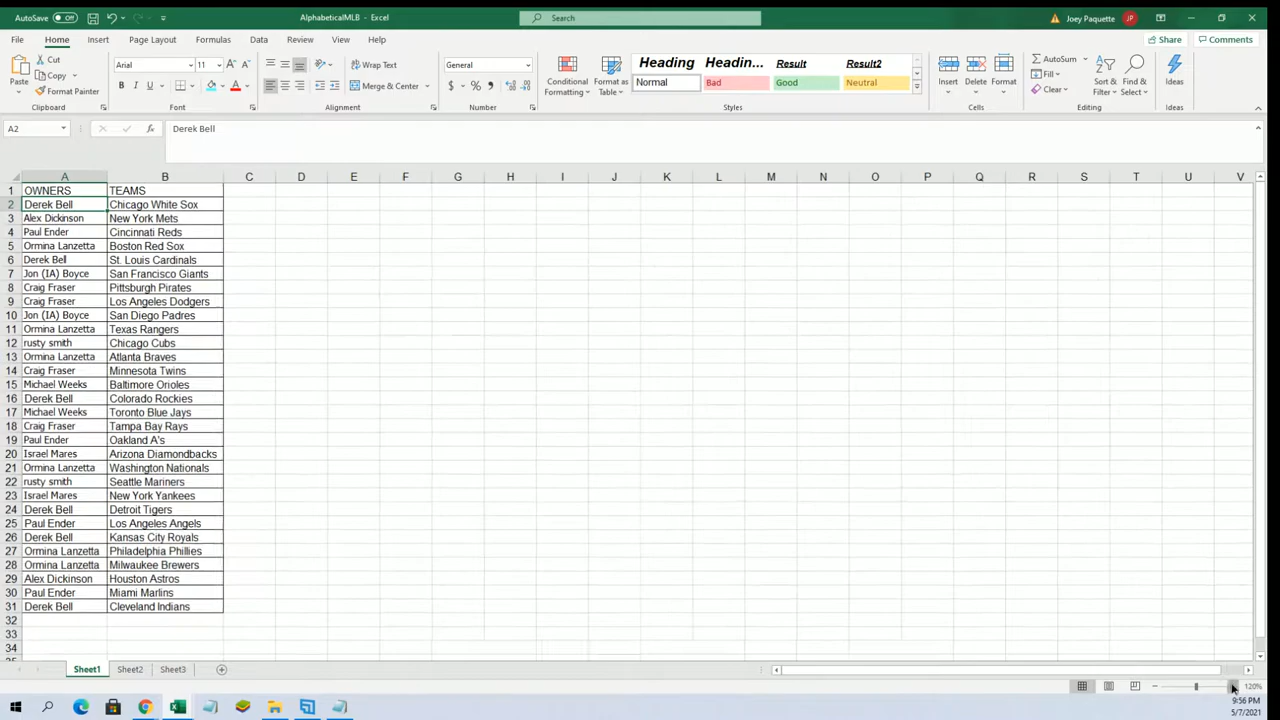 AutoSave Off AlphabeticalMLB - Excel Search Joey Paquette JP
File Home Insert Page Layout Formulas Data Review View Help Share Comments
Paste Cut Copy Format Painter Clipboard
Arial 11 B I U A A Font
Wrap Text Merge & Center Alignment
General $ % Number
Conditional Formatting Format as Table
Heading Headin... Result Result2
Normal Bad Good Neutral Styles
Insert Delete Format Cells
AutoSum Fill Clear Sort & Filter Find & Select Editing
Ideas Ideas
A2 fx Derek Bell
A B C D E F G H I J K L M N O P Q R S T U V
1 OWNERS TEAMS
2 Derek Bell Chicago White Sox
3 Alex Dickinson New York Mets
4 Paul Ender Cincinnati Reds
5 Ormina Lanzetta Boston Red Sox
6 Derek Bell St. Louis Cardinals
7 Jon (IA) Boyce San Francisco Giants
8 Craig Fraser Pittsburgh Pirates
9 Craig Fraser Los Angeles Dodgers
10 Jon (IA) Boyce San Diego Padres
11 Ormina Lanzetta Texas Rangers
12 rusty smith Chicago Cubs
13 Ormina Lanzetta Atlanta Braves
14 Craig Fraser Minnesota Twins
15 Michael Weeks Baltimore Orioles
16 Derek Bell Colorado Rockies
17 Michael Weeks Toronto Blue Jays
18 Craig Fraser Tampa Bay Rays
19 Paul Ender Oakland A's
20 Israel Mares Arizona Diamondbacks
21 Ormina Lanzetta Washington Nationals
22 rusty smith Seattle Mariners
23 Israel Mares New York Yankees
24 Derek Bell Detroit Tigers
25 Paul Ender Los Angeles Angels
26 Derek Bell Kansas City Royals
27 Ormina Lanzetta Philadelphia Phillies
28 Ormina Lanzetta Milwaukee Brewers
29 Alex Dickinson Houston Astros
30 Paul Ender Miami Marlins
31 Derek Bell Cleveland Indians
32
33
34
Sheet1 Sheet2 Sheet3
120%
9:56 PM
5/7/2021